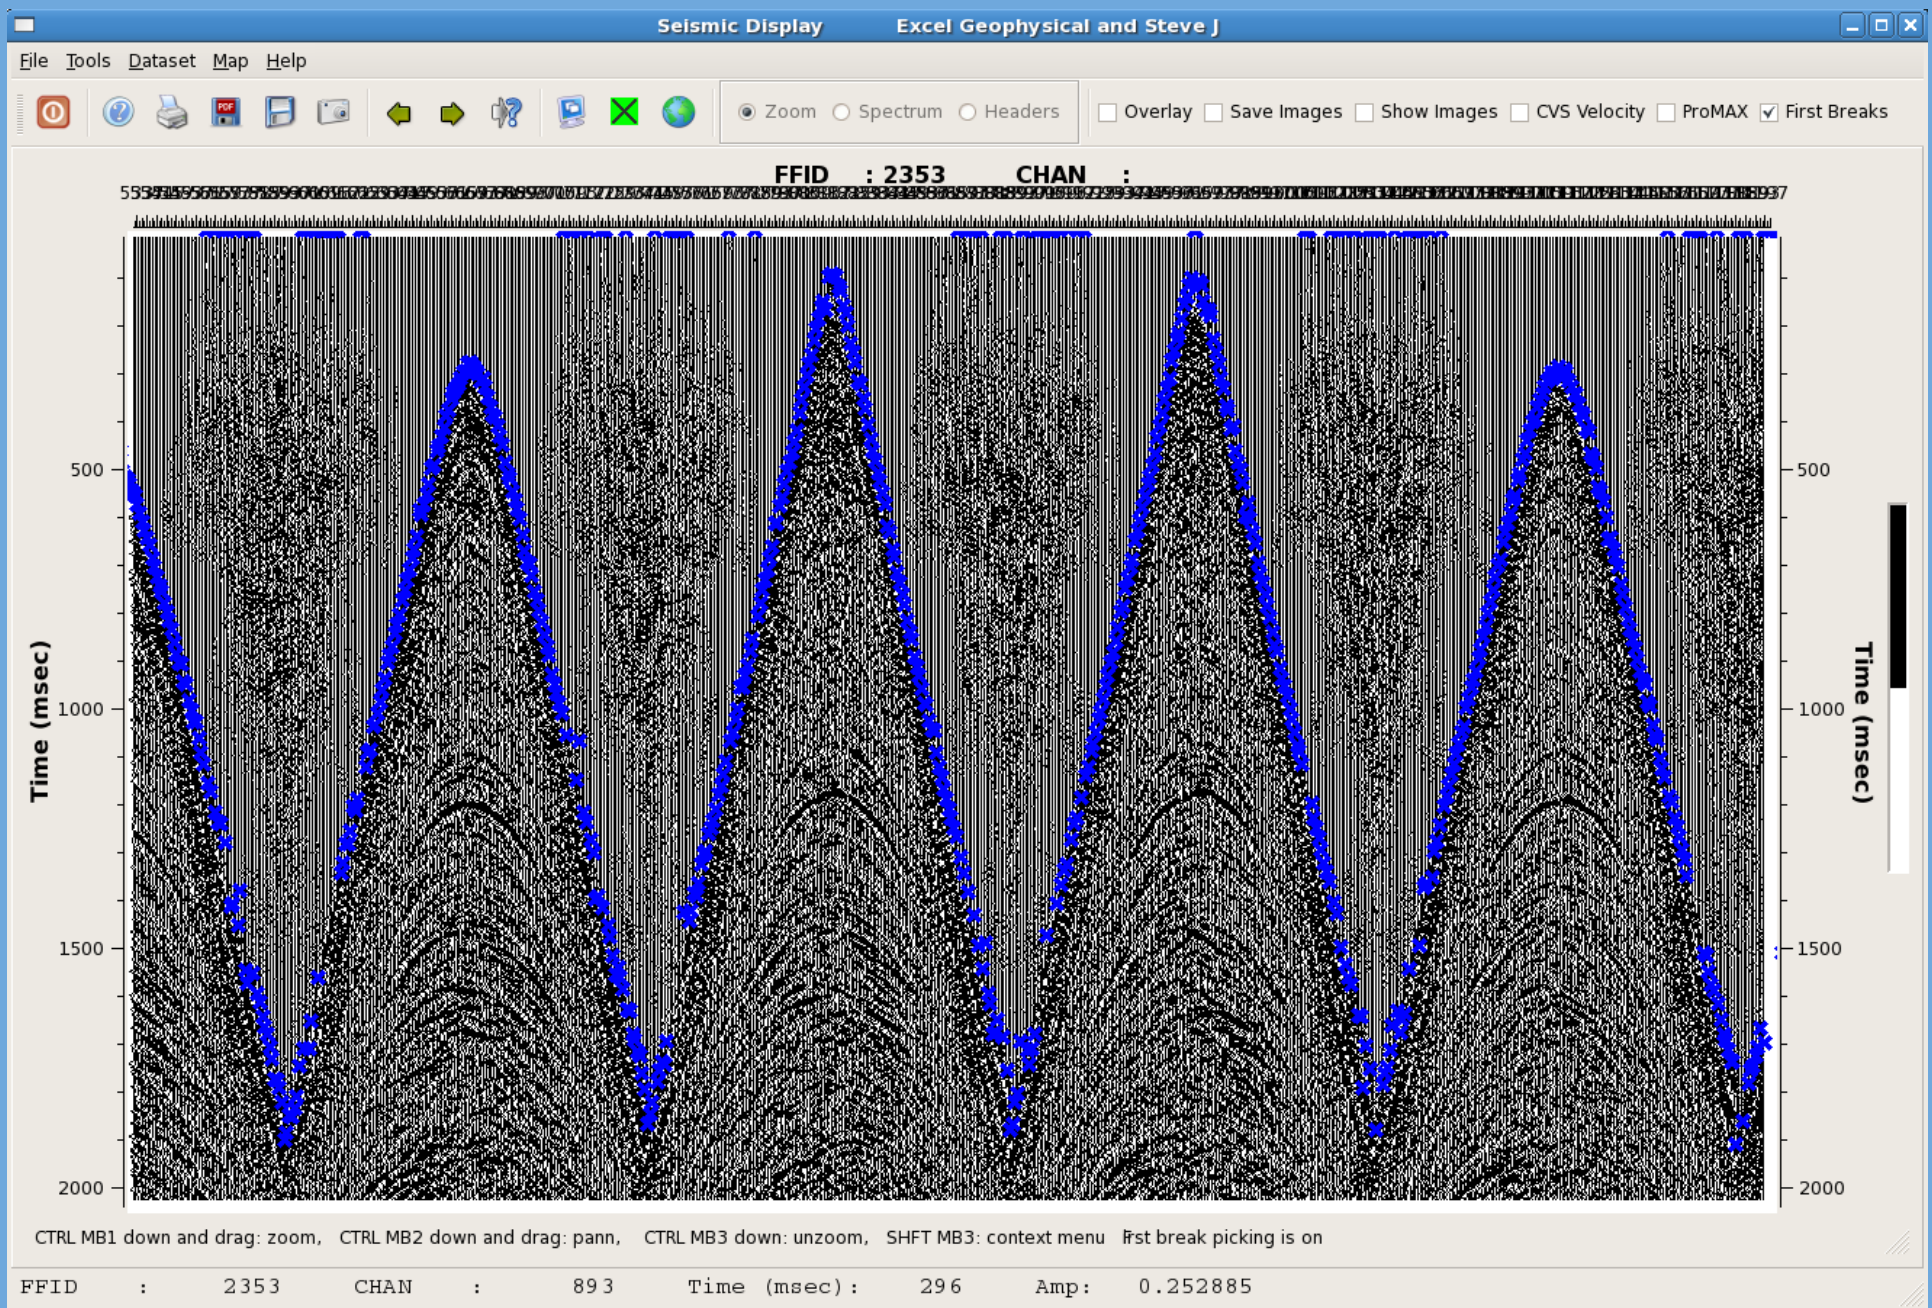 Seismic Display Excel Geophysical and Steve J
File Tools Dataset Map Help
PDF Zoom Spectrum Headers Overlay Save Images Show Images CVS Velocity ProMAX First Breaks
FFID : 2353 CHAN :
500 500
1000 1000
1500 1500
2000 2000
Time (msec)
Time (msec)
CTRL MB1 down and drag: zoom, CTRL MB2 down and drag: pann, CTRL MB3 down: unzoom, SHFT MB3: context menu First break picking is on
FFID : 2353 CHAN : 893 Time (msec): 296 Amp: 0.252885